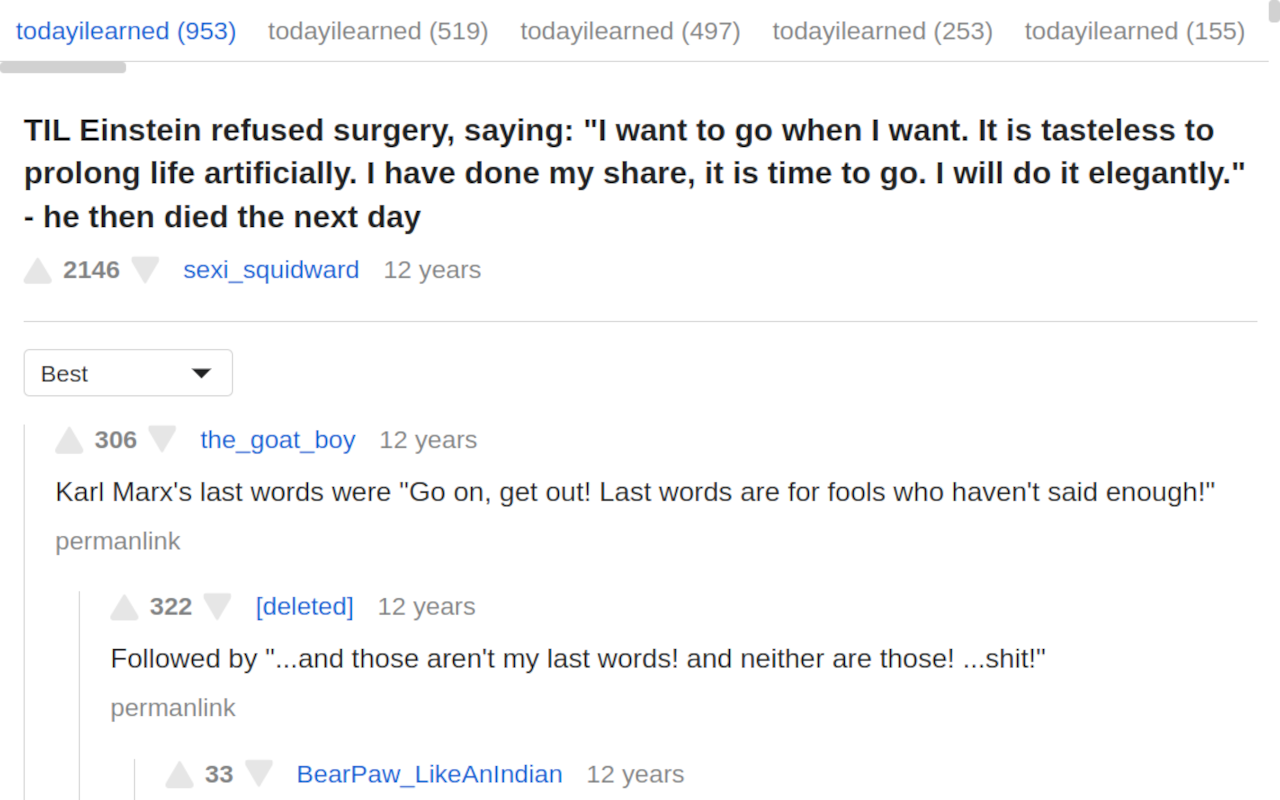 todayilearned (953) todayilearned (519) todayilearned (497) todayilearned (253) todayilearned (155)
TIL Einstein refused surgery, saying: "I want to go when I want. It is tasteless to
prolong life artificially. I have done my share, it is time to go. I will do it elegantly."
- he then died the next day
2146 sexi_squidward 12 years
Best
306 the_goat_boy 12 years
Karl Marx's last words were "Go on, get out! Last words are for fools who haven't said enough!"
permanlink
322 [deleted] 12 years
Followed by "...and those aren't my last words! and neither are those! ...shit!"
permanlink
33 BearPaw_LikeAnIndian 12 years